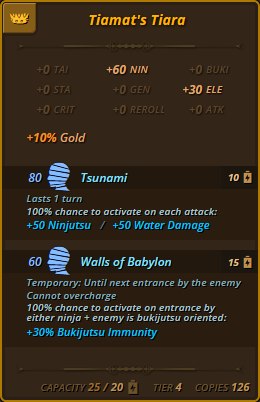 Tiamat's Tiara
+0 TAI +60 NIN +0 BUKI
+0 STA +0 GEN +30 ELE
+0 CRIT +0 REROLL +0 ATK
+10% Gold
80 Tsunami 10
Lasts 1 turn
100% chance to activate on each attack:
+50 Ninjutsu / +50 Water Damage
60 Walls of Babylon 15
Temporary: Until next entrance by the enemy
Cannot overcharge
100% chance to activate on entrance by
either ninja + enemy is bukijutsu oriented:
+30% Bukijutsu Immunity
CAPACITY 25 / 20 TIER 4 COPIES 126